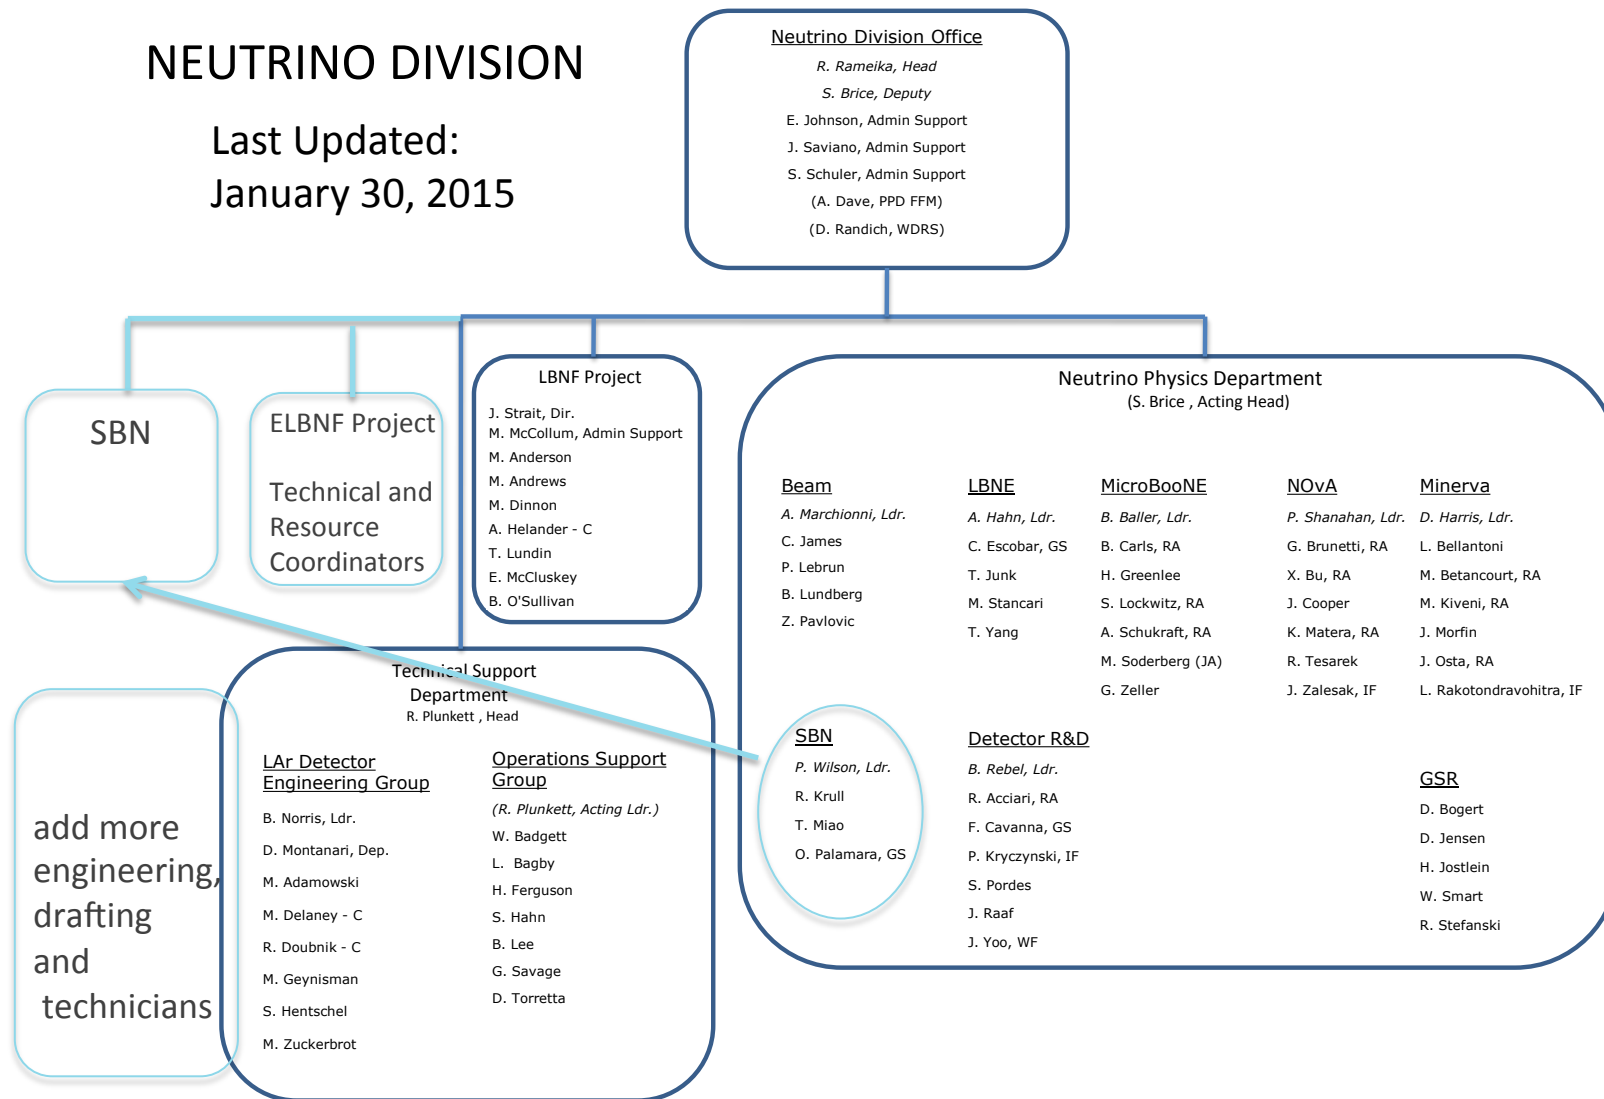 NEUTRINO DIVISION
Last Updated:
January 30, 2015
Neutrino Division Office
R. Rameika, Head
S. Brice, Deputy
E. Johnson, Admin Support
J. Saviano, Admin Support
S. Schuler, Admin Support
(A. Dave, PPD FFM)
(D. Randich, WDRS)
SBN
ELBNF Project
Technical and
Resource
Coordinators
LBNF Project
J. Strait, Dir.
M. McCollum, Admin Support
M. Anderson
M. Andrews
M. Dinnon
A. Helander - C
T. Lundin
E. McCluskey
B. O'Sullivan
Neutrino Physics Department
(S. Brice , Acting Head)
Beam
A. Marchionni, Ldr.
C. James
P. Lebrun
B. Lundberg
Z. Pavlovic
LBNE
A. Hahn, Ldr.
C. Escobar, GS
T. Junk
M. Stancari
T. Yang
MicroBooNE
B. Baller, Ldr.
B. Carls, RA
H. Greenlee
S. Lockwitz, RA
A. Schukraft, RA
M. Soderberg (JA)
G. Zeller
NOvA
P. Shanahan, Ldr.
G. Brunetti, RA
X. Bu, RA
J. Cooper
K. Matera, RA
R. Tesarek
J. Zalesak, IF
Minerva
D. Harris, Ldr.
L. Bellantoni
M. Betancourt, RA
M. Kiveni, RA
J. Morfin
J. Osta, RA
L. Rakotondravohitra, IF
SBN
P. Wilson, Ldr.
R. Krull
T. Miao
O. Palamara, GS
Detector R&D
B. Rebel, Ldr.
R. Acciari, RA
F. Cavanna, GS
P. Kryczynski, IF
S. Pordes
J. Raaf
J. Yoo, WF
GSR
D. Bogert
D. Jensen
H. Jostlein
W. Smart
R. Stefanski
Technical Support
Department
R. Plunkett , Head
LAr Detector
Engineering Group
B. Norris, Ldr.
D. Montanari, Dep.
M. Adamowski
M. Delaney - C
R. Doubnik - C
M. Geynisman
S. Hentschel
M. Zuckerbrot
Operations Support
Group
(R. Plunkett, Acting Ldr.)
W. Badgett
L. Bagby
H. Ferguson
S. Hahn
B. Lee
G. Savage
D. Torretta
add more
engineering,
drafting
and
technicians